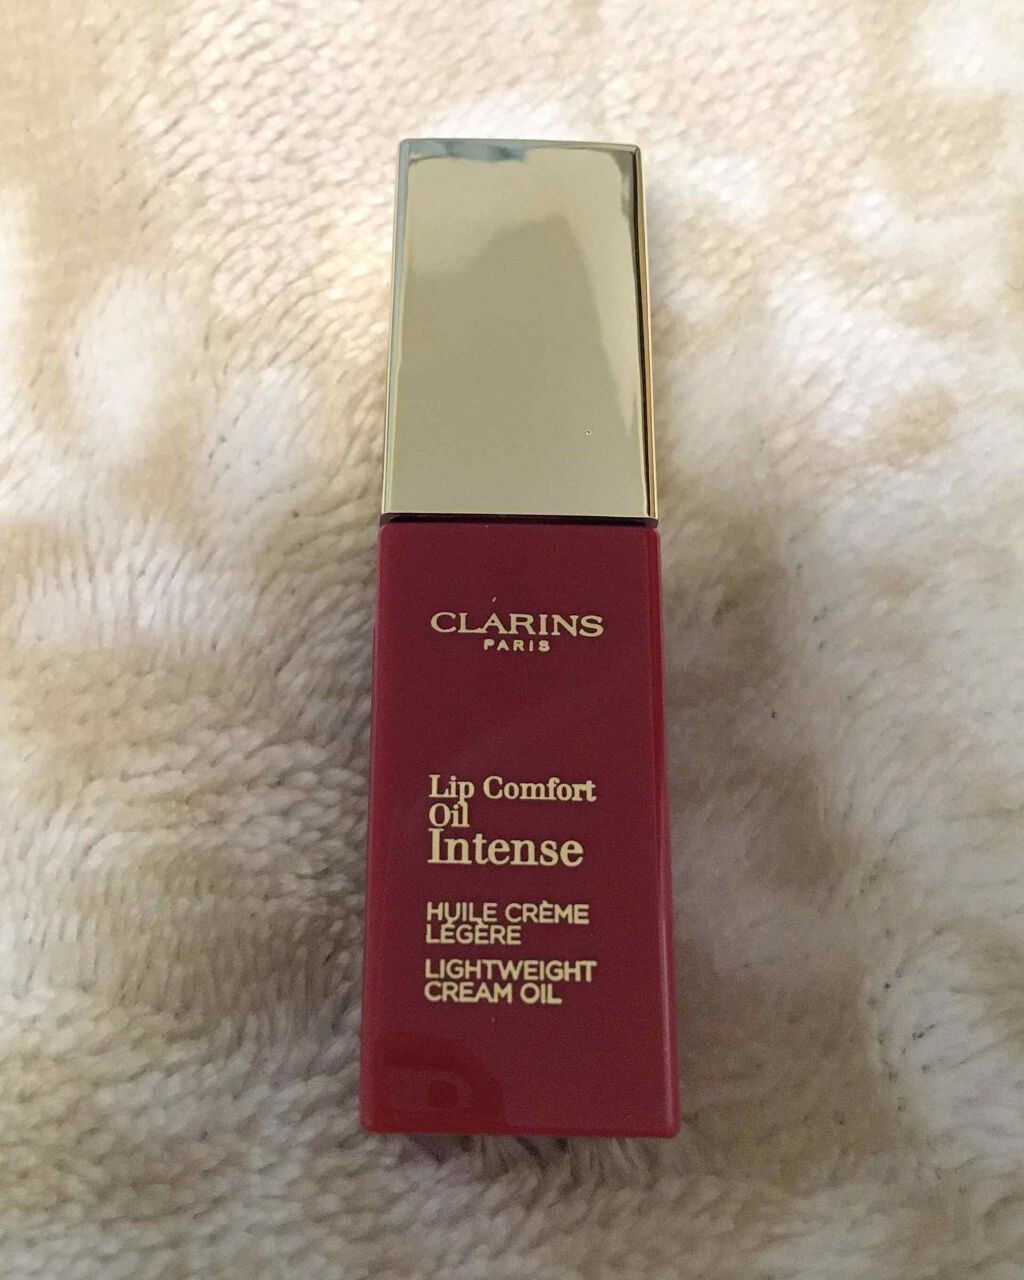 CLARINS
PARIS
Lip Comfort
Oil
Intense
HUILE CRÈME
LÉGÈRE
LIGHTWEIGHT
CREAM OIL